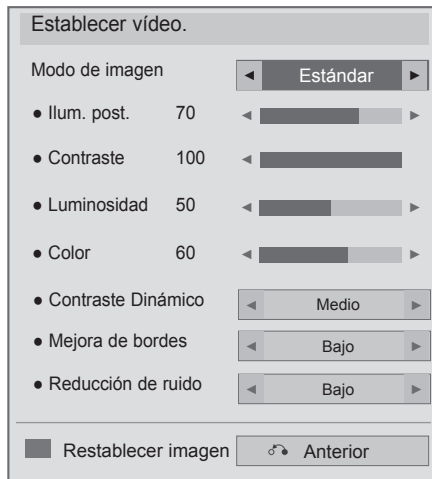 Establecer vídeo.
Modo de imagen ◄ Estándar ►
● Ilum. post. 70 ◄ ►
● Contraste 100 ◄
● Luminosidad 50 ◄ ►
● Color 60 ◄ ►
● Contraste Dinámico ◄ Medio ►
● Mejora de bordes ◄ Bajo ►
● Reducción de ruido ◄ Bajo ►
Restablecer imagen Anterior